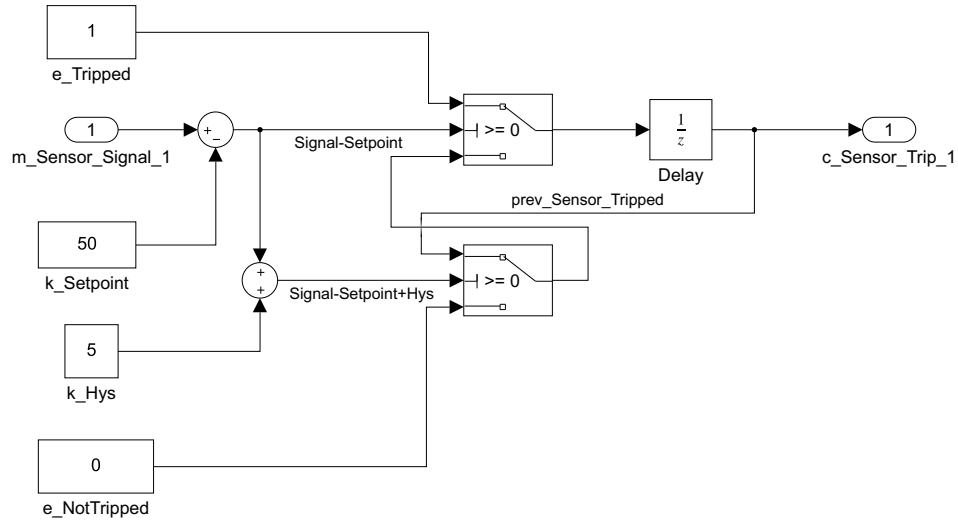 1
e_Tripped
1
m_Sensor_Signal_1
+
−
Signal-Setpoint
>= 0
1
z
Delay
1
c_Sensor_Trip_1
prev_Sensor_Tripped
50
k_Setpoint
+
+
Signal-Setpoint+Hys
>= 0
5
k_Hys
0
e_NotTripped